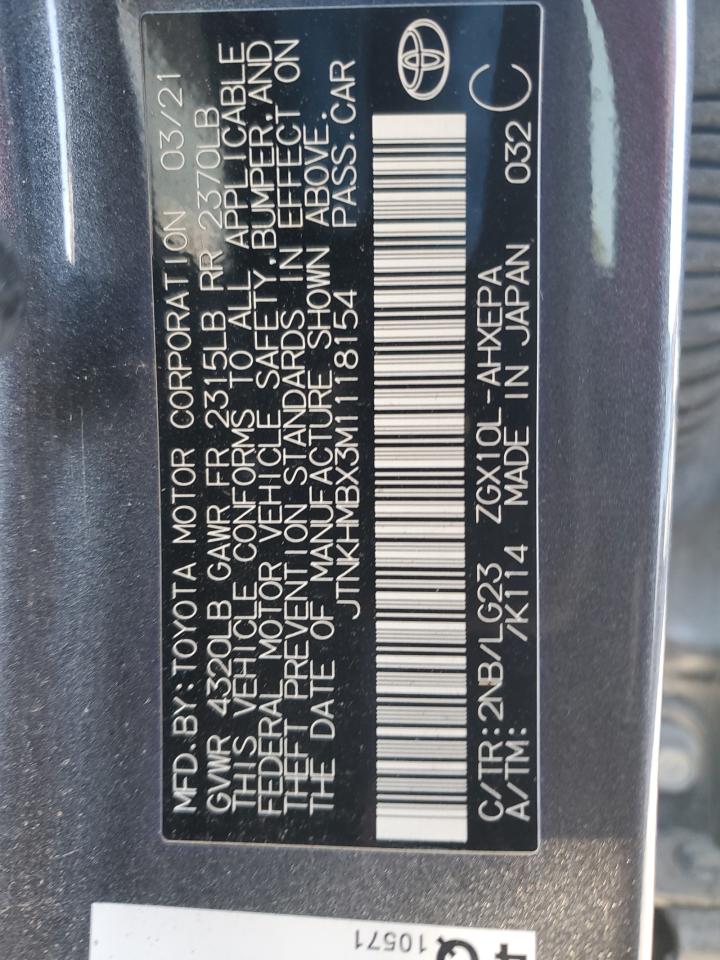 MFD.BY:TOYOTA MOTOR CORPORATION 03/21
GVWR 4320LB GAWR FR 2315LB RR 2370LB
THIS VEHICLE CONFORMS TO ALL APPLICABLE
FEDERAL MOTOR VEHICLE SAFETY,BUMPER,AND
THEFT PREVENTION STANDARDS IN EFFECT ON
THE DATE OF MANUFACTURE SHOWN ABOVE.
JTNKHMBX3M1118154 PASS.CAR
C/TR:2NB/LG23 ZGX10L-AHXEPA 032 C
A/TM: /K114 MADE IN JAPAN
10571